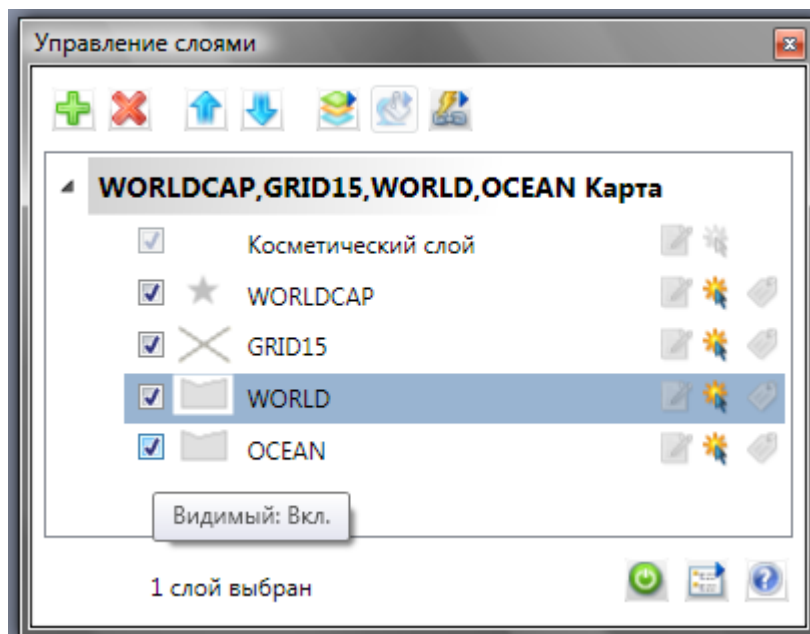 Управление слоями
WORLDCAP,GRID15,WORLD,OCEAN Карта
Косметический слой
WORLDCAP
GRID15
WORLD
OCEAN
Видимый: Вкл.
1 слой выбран